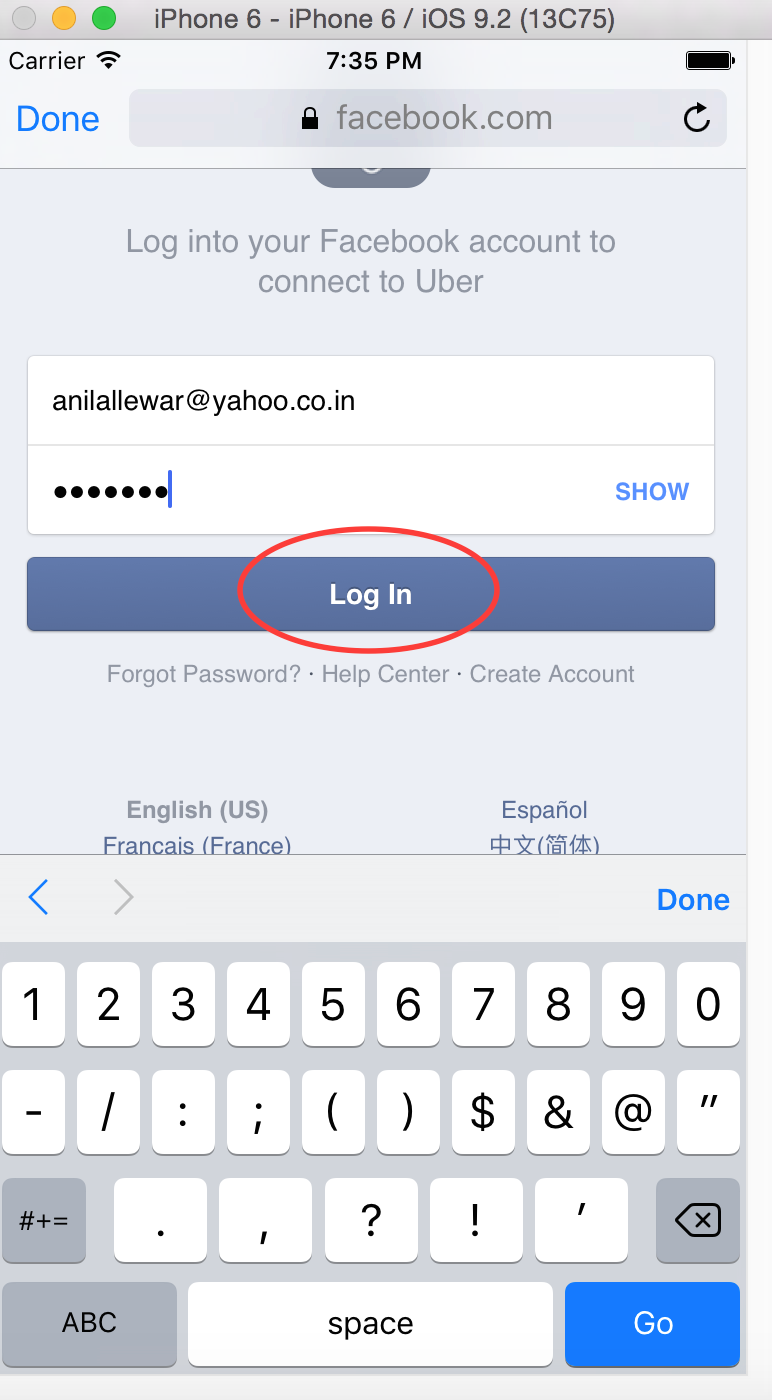 iPhone 6 - iPhone 6 / iOS 9.2 (13C75)
Carrier 7:35 PM
Done facebook.com
Log into your Facebook account to
connect to Uber
anilallewar@yahoo.co.in
••••••• SHOW
Log In
Forgot Password? · Help Center · Create Account
English (US) Español
Français (France) 中文(简体)
Done
1 2 3 4 5 6 7 8 9 0
- / : ; ( ) $ & @ "
#+= . , ? ! '
ABC space Go